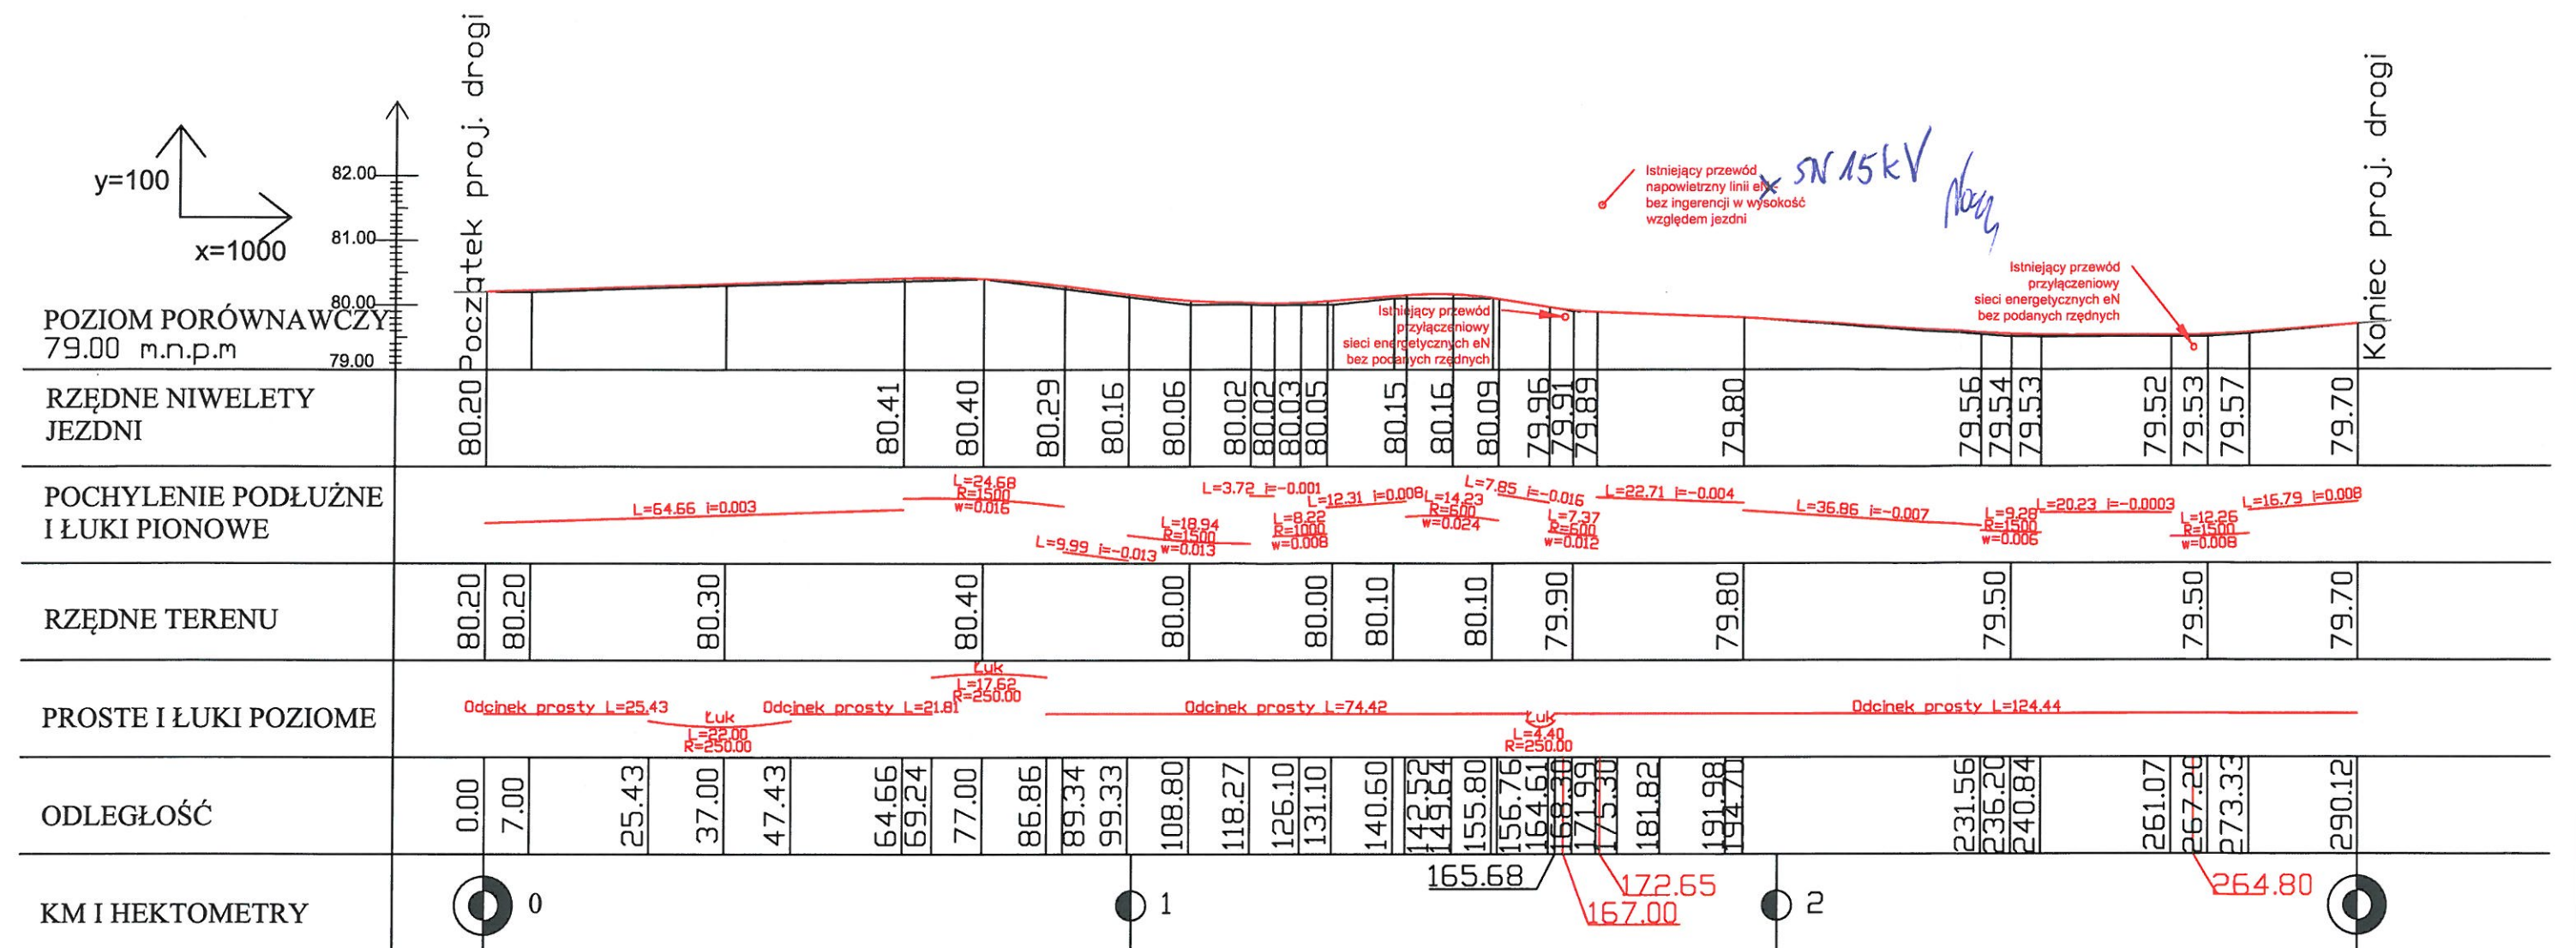 Początek proj. drogi
Koniec proj. drogi
y=100
x=1000
82.00
81.00
80.00
79.00
Istniejący przewód
napowietrzny linii eN
bez ingerencji w wysokość
względem jezdni
SN 15kV
Istniejący przewód
przyłączeniowy
sieci energetycznych eN
bez podanych rzędnych
Istniejący przewód
przyłączeniowy
sieci energetycznych eN
bez podanych rzędnych
POZIOM PORÓWNAWCZY
79.00 m.n.p.m
RZĘDNE NIWELETY
JEZDNI
80.20 80.41 80.40 80.29 80.16 80.06 80.02 80.02 80.03 80.05 80.15 80.16 80.09 79.96 79.91 79.89 79.80 79.56 79.54 79.53 79.52 79.53 79.57 79.70
POCHYLENIE PODŁUŻNE
I ŁUKI PIONOWE
L=64.66 i=0.003
L=24.68
R=1500
w=0.016
L=9.99 i=-0.013
L=18.94
R=1500
w=0.013
L=3.72 i=-0.001
L=8.22
R=1000
w=0.008
L=12.31 i=0.008
L=14.23
R=600
w=0.024
L=7.85 i=-0.016
L=7.37
R=600
w=0.012
L=22.71 i=-0.004
L=36.86 i=-0.007
L=9.28
R=1500
w=0.006
L=20.23 i=-0.0003
L=12.26
R=1500
w=0.008
L=16.79 i=0.008
RZĘDNE TERENU
80.20 80.20 80.30 80.40 80.00 80.00 80.10 80.10 79.90 79.80 79.50 79.50 79.70
PROSTE I ŁUKI POZIOME
Odcinek prosty L=25.43
Łuk
L=22.00
R=250.00
Odcinek prosty L=21.81
Łuk
L=17.62
R=250.00
Odcinek prosty L=74.42
Łuk
L=4.40
R=250.00
Odcinek prosty L=124.44
ODLEGŁOŚĆ
0.00 7.00 25.43 37.00 47.43 64.66 69.24 77.00 86.86 89.34 99.33 108.80 118.27 126.10 131.10 140.60 142.52 149.64 155.80 156.76 164.61 168.30 171.99 175.30 181.82 191.98 194.70 231.56 236.20 240.84 261.07 267.20 273.33 290.12
165.68
167.00
172.65
264.80
KM I HEKTOMETRY
0
1
2